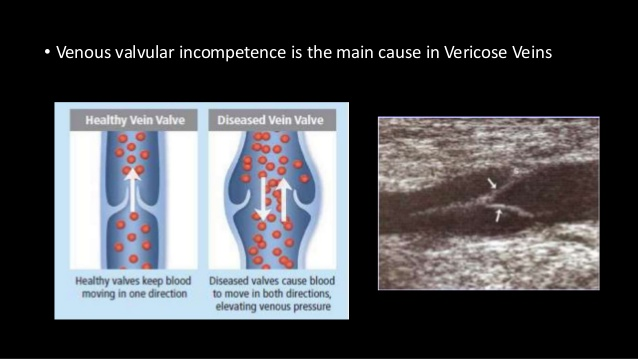 • Venous valvular incompetence is the main cause in Vericose Veins
Healthy Vein Valve
Diseased Vein Valve
Healthy valves keep blood
moving in one direction
Diseased valves cause blood
to move in both directions,
elevating venous pressure